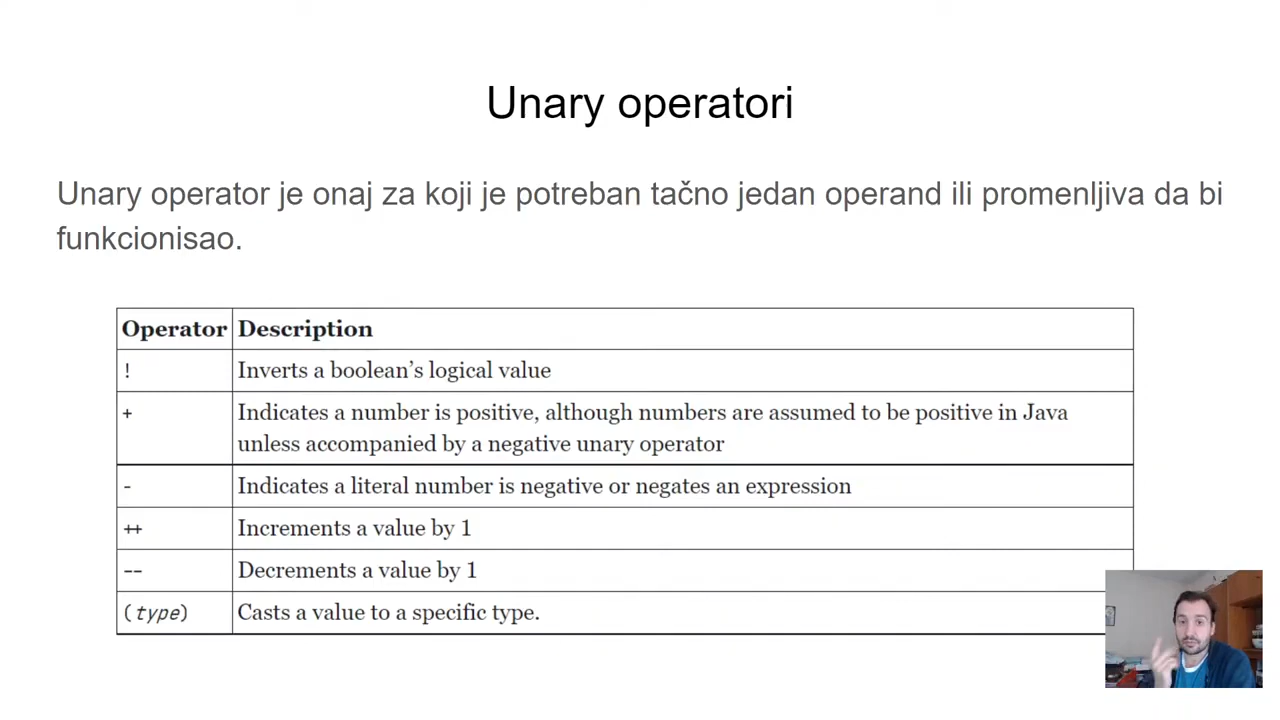 Unary operatori
Unary operator je onaj za koji je potreban tačno jedan operand ili promenljiva da bi
funkcionisao.
Operator Description
! Inverts a boolean’s logical value
+ Indicates a number is positive, although numbers are assumed to be positive in Java
unless accompanied by a negative unary operator
- Indicates a literal number is negative or negates an expression
++ Increments a value by 1
-- Decrements a value by 1
(type) Casts a value to a specific type.